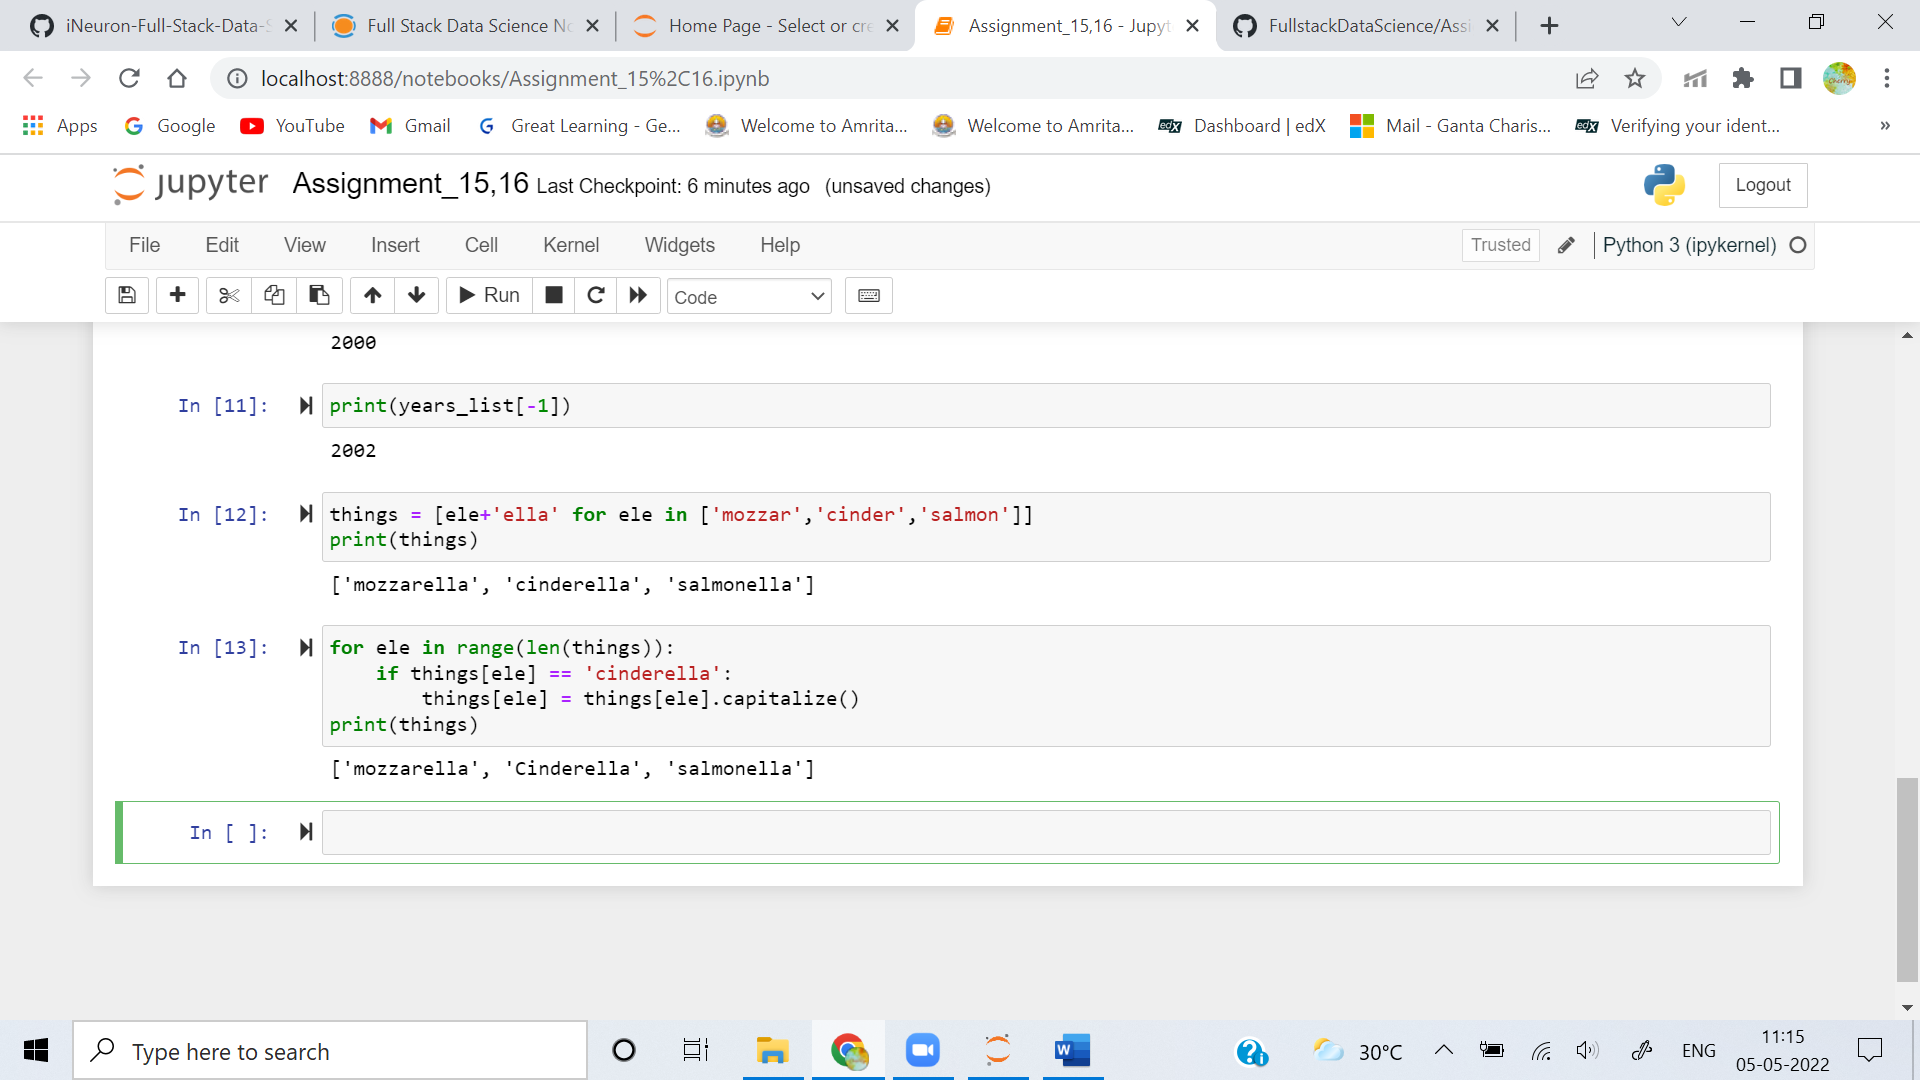 iNeuron-Full-Stack-Data-S
Full Stack Data Science No
Home Page - Select or cre
Assignment_15,16 - Jupyt
FullstackDataScience/Assi
localhost:8888/notebooks/Assignment_15%2C16.ipynb
Apps
Google
YouTube
Gmail
Great Learning - Ge...
Welcome to Amrita...
Welcome to Amrita...
edX
Dashboard | edX
Mail - Ganta Charis...
edX
Verifying your ident...
»
jupyter
Assignment_15,16 Last Checkpoint: 6 minutes ago (unsaved changes)
Logout
File Edit View Insert Cell Kernel Widgets Help
Trusted
Python 3 (ipykernel)
Run
Code
2000
In [11]: print(years_list[-1])
2002
In [12]: things = [ele+'ella' for ele in ['mozzar','cinder','salmon']]
print(things)
['mozzarella', 'cinderella', 'salmonella']
In [13]: for ele in range(len(things)):
    if things[ele] == 'cinderella':
        things[ele] = things[ele].capitalize()
print(things)
['mozzarella', 'Cinderella', 'salmonella']
In [ ]:
Type here to search
W
30°C
ENG
11:15
05-05-2022